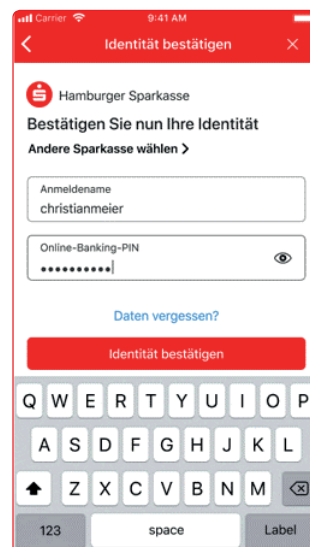 Carrier 9:41 AM
Identität bestätigen
Hamburger Sparkasse
Bestätigen Sie nun Ihre Identität
Andere Sparkasse wählen
Anmeldename
christianmeier
Online-Banking-PIN
Daten vergessen?
Identität bestätigen
Q W E R T Y U I O P
A S D F G H J K L
Z X C V B N M
123 space Label